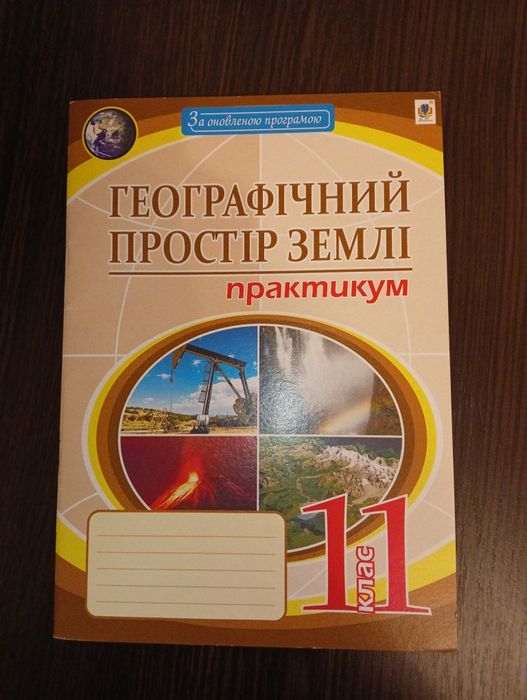 За оновленою програмою
ГЕОГРАФІЧНИЙ
ПРОСТІР ЗЕМЛІ
практикум
11
клас